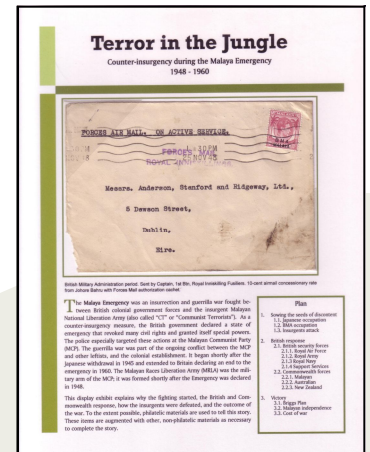 Terror in the Jungle
Counter-insurgency during the Malaya Emergency
1948 - 1960
FORCES AIR MAIL. ON ACTIVE SERVICE.
FORCES MAIL
1 - 30 PM
25 NOV 48
ROYAL
Messrs. Anderson, Stanford and Ridgeway, Ltd.,
8 Dawson Street,
Dublin,
Eire.
British Military Administration period. Sent by Captain, 1st Btn, Royal Inniskilling Fusiliers. 10-cent airmail concessionary rate
from Johore Bahru with Forces Mail authorization cachet
The Malaya Emergency was an insurrection and guerrilla war fought be-
tween British colonial government forces and the insurgent Malayan
National Liberation Army (also called "CT" or "Communist Terrorists"). As a
counter-insurgency measure, the British government declared a state of
emergency that revoked many civil rights and granted itself special powers.
The police especially targeted these actions at the Malayan Communist Party
(MCP). The guerrilla war was part of the ongoing conflict between the MCP
and other leftists, and the colonial establishment. It began shortly after the
Japanese withdrawal in 1945 and extended to Britain declaring an end to the
emergency in 1960. The Malayan Races Liberation Army (MRLA) was the mili-
tary arm of the MCP; it was formed shortly after the Emergency was declared
in 1948.
This display exhibit explains why the fighting started, the British and Com-
monwealth response, how the insurgents were defeated, and the outcome of
the war. To the extent possible, philatelic materials are used to tell this story.
These items are augmented with other, non-philatelic materials as necessary
to complete the story.
Plan
1. Sowing the seeds of discontent
1.1. Japanese occupation
1.2. BMA occupation
1.3. Insurgents attack
2. British response
2.1. British security forces
2.1.1. Royal Air Force
2.1.2. Royal Army
2.1.3 Royal Navy
2.1.4 Support Services
2.2. Commonwealth forces
2.2.1. Malayan
2.2.2. Australian
2.2.3. New Zealand
3. Victory
3.1. Briggs Plan
3.2. Malayan independence
3.3. Cost of war